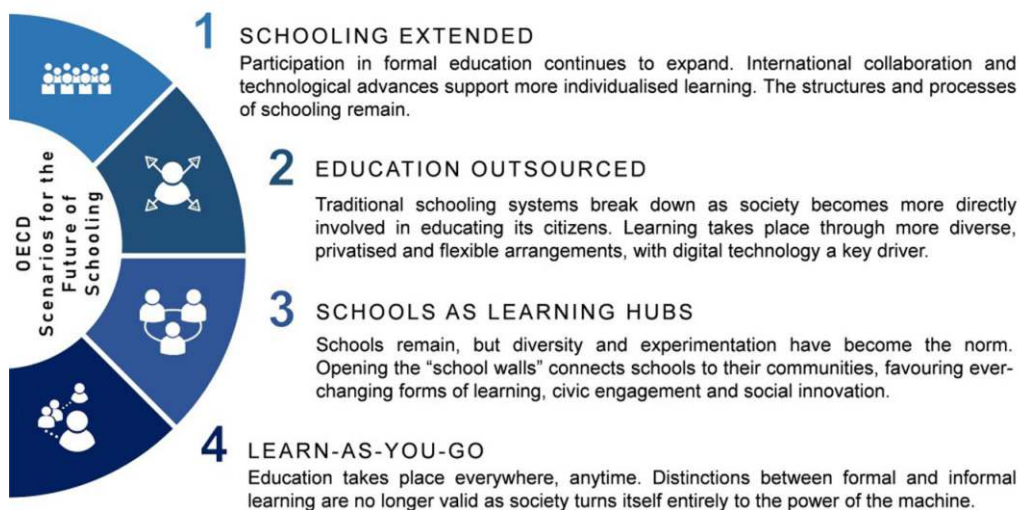 OECD
Scenarios for the
Future of
Schooling
1
SCHOOLING EXTENDED
Participation in formal education continues to expand. International collaboration and
technological advances support more individualised learning. The structures and processes
of schooling remain.
2
EDUCATION OUTSOURCED
Traditional schooling systems break down as society becomes more directly
involved in educating its citizens. Learning takes place through more diverse,
privatised and flexible arrangements, with digital technology a key driver.
3
SCHOOLS AS LEARNING HUBS
Schools remain, but diversity and experimentation have become the norm.
Opening the “school walls” connects schools to their communities, favouring ever-
changing forms of learning, civic engagement and social innovation.
4
LEARN-AS-YOU-GO
Education takes place everywhere, anytime. Distinctions between formal and informal
learning are no longer valid as society turns itself entirely to the power of the machine.